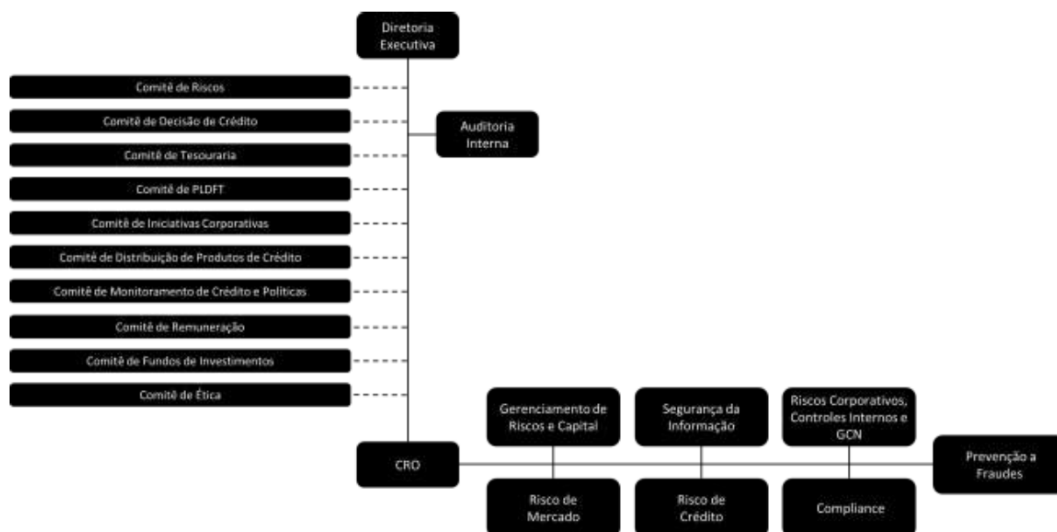 Diretoria
Executiva
Comitê de Riscos
Comitê de Decisão de Crédito
Auditoria
Interna
Comitê de Tesouraria
Comitê de PLDFT
Comitê de Iniciativas Corporativas
Comitê de Distribuição de Produtos de Crédito
Comitê de Monitoramento de Crédito e Políticas
Comitê de Remuneração
Comitê de Fundos de Investimentos
Comitê de Ética
Gerenciamento de
Riscos e Capital
Segurança da
Informação
Riscos Corporativos,
Controles Internos e
GCN
CRO
Prevenção a
Fraudes
Risco de
Mercado
Risco de
Crédito
Compliance